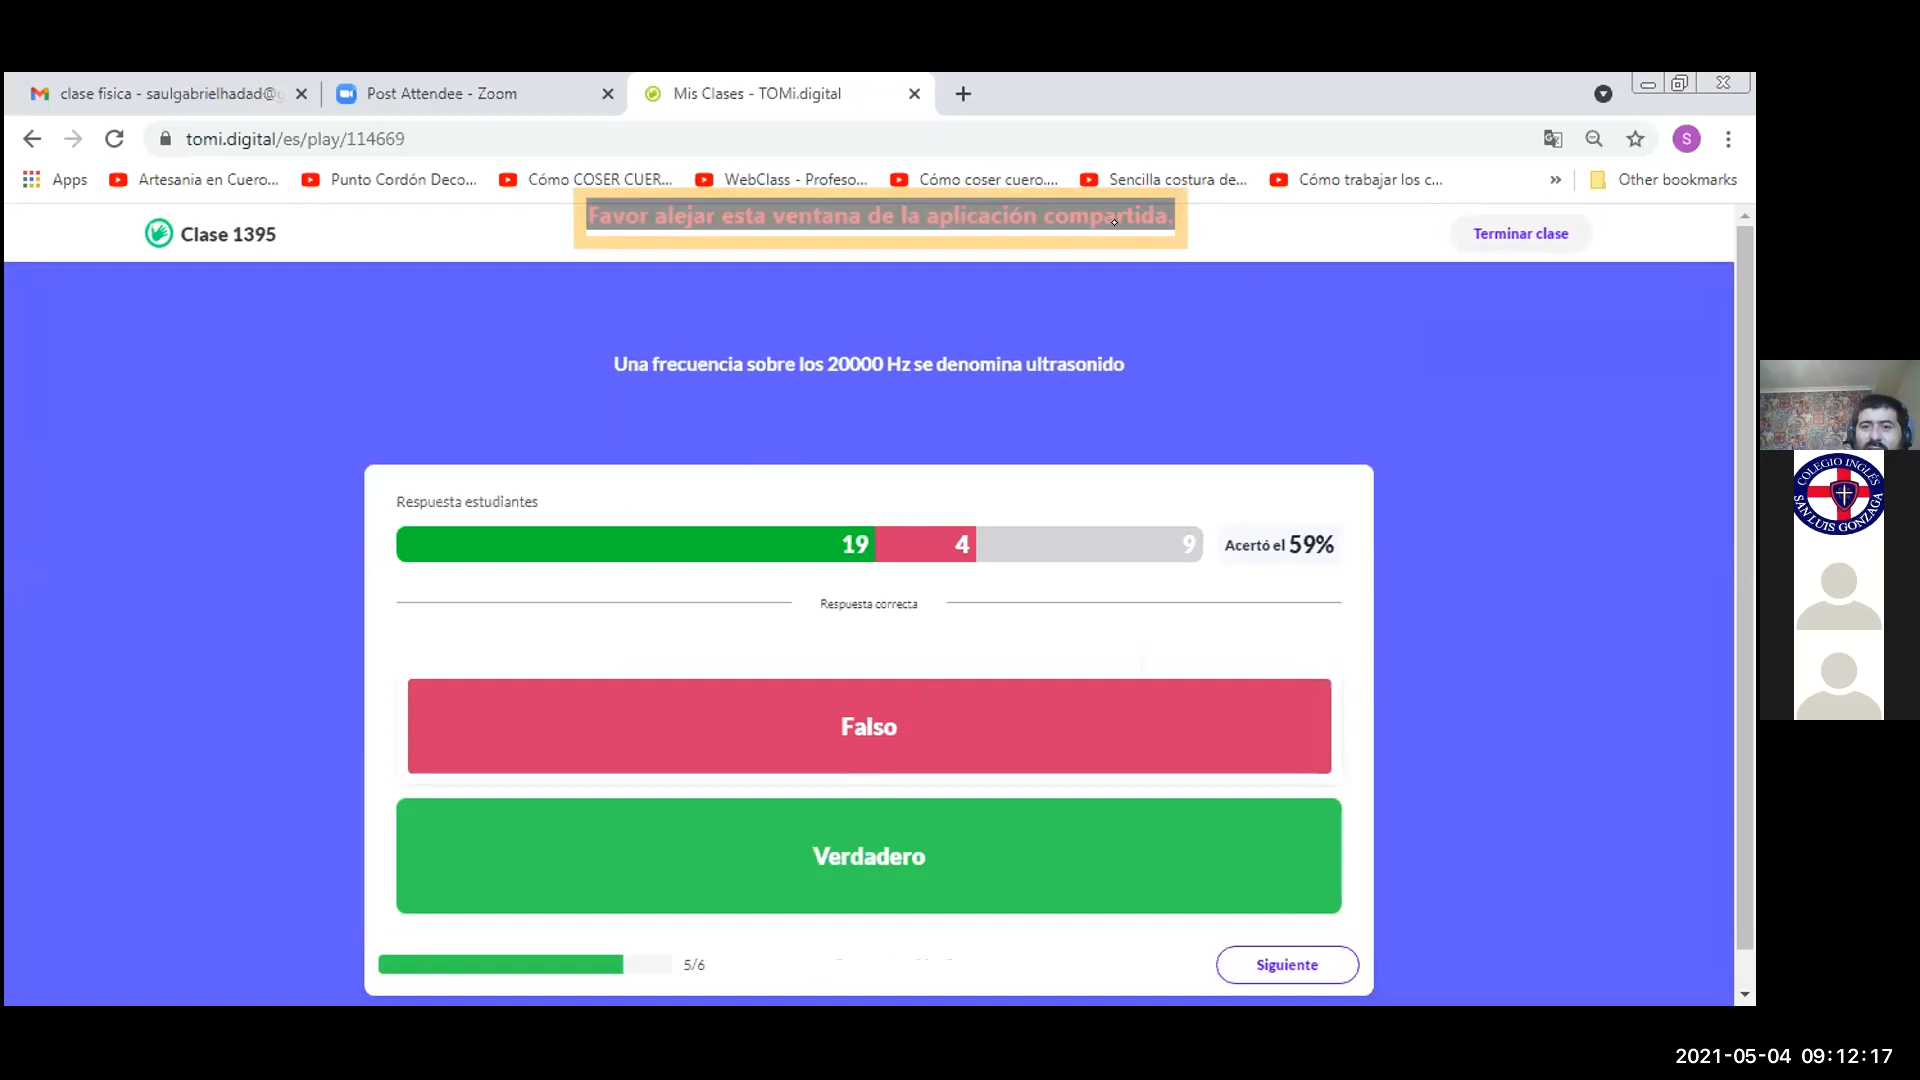 clase física - saulgabrielhadad@g
Post Attendee - Zoom
Mis Clases - TOMi.digital
tomi.digital/es/play/114669
S
Apps
Artesania en Cuero...
Punto Cordón Deco...
Cómo COSER CUER...
WebClass - Profeso...
Cómo coser cuero....
Sencilla costura de...
Cómo trabajar los c...
»
Other bookmarks
Favor alejar esta ventana de la aplicación compartida.
Clase 1395
Terminar clase
Una frecuencia sobre los 20000 Hz se denomina ultrasonido
Respuesta estudiantes
19
4
9
Acertó el 59%
Respuesta correcta
Falso
Verdadero
5/6
Siguiente
COLEGIO INGLÉS
SAN LUIS GONZAGA
2021-05-04 09:12:17